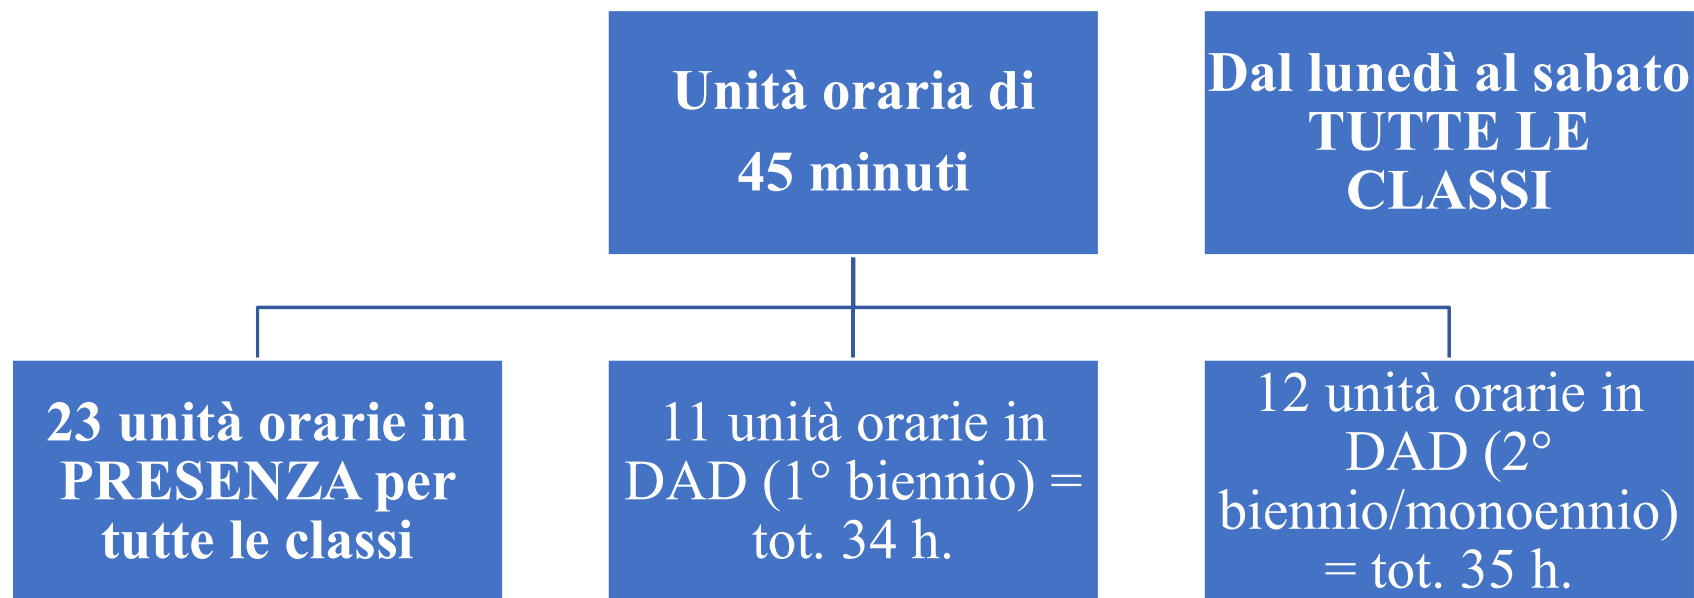 Unità oraria di
45 minuti
Dal lunedì al sabato
TUTTE LE
CLASSI
23 unità orarie in
PRESENZA per
tutte le classi
11 unità orarie in
DAD (1° biennio) =
tot. 34 h.
12 unità orarie in
DAD (2°
biennio/monoennio)
= tot. 35 h.